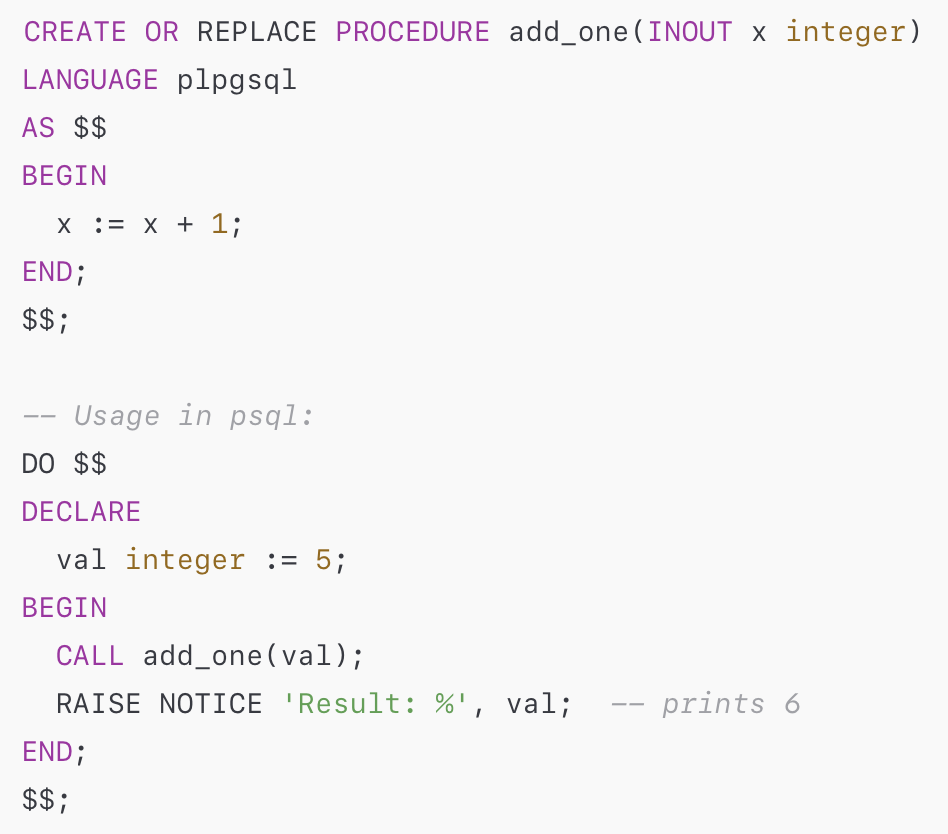 CREATE OR REPLACE PROCEDURE add_one(INOUT x integer)
LANGUAGE plpgsql
AS $$
BEGIN
  x := x + 1;
END;
$$;

-- Usage in psql:
DO $$
DECLARE
  val integer := 5;
BEGIN
  CALL add_one(val);
  RAISE NOTICE 'Result: %', val;  -- prints 6
END;
$$;